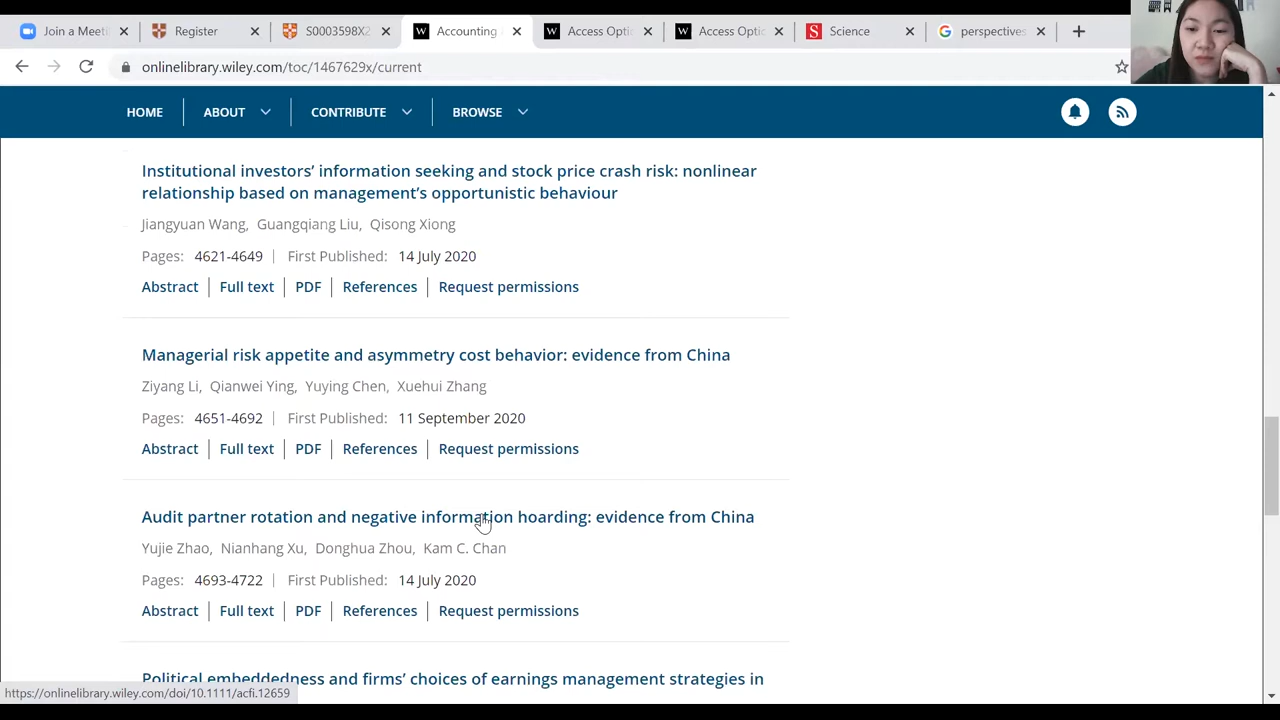 Join a Meeti
Register
S0003598X2
Accounting
Access Optic
Access Optic
Science
perspectives
onlinelibrary.wiley.com/toc/1467629x/current
HOME
ABOUT
CONTRIBUTE
BROWSE
Institutional investors’ information seeking and stock price crash risk: nonlinear
relationship based on management’s opportunistic behaviour
Jiangyuan Wang, Guangqiang Liu, Qisong Xiong
Pages: 4621-4649 | First Published: 14 July 2020
Abstract | Full text | PDF | References | Request permissions
Managerial risk appetite and asymmetry cost behavior: evidence from China
Ziyang Li, Qianwei Ying, Yuying Chen, Xuehui Zhang
Pages: 4651-4692 | First Published: 11 September 2020
Abstract | Full text | PDF | References | Request permissions
Audit partner rotation and negative information hoarding: evidence from China
Yujie Zhao, Nianhang Xu, Donghua Zhou, Kam C. Chan
Pages: 4693-4722 | First Published: 14 July 2020
Abstract | Full text | PDF | References | Request permissions
Political embeddedness and firms’ choices of earnings management strategies in
https://onlinelibrary.wiley.com/doi/10.1111/acfi.12659